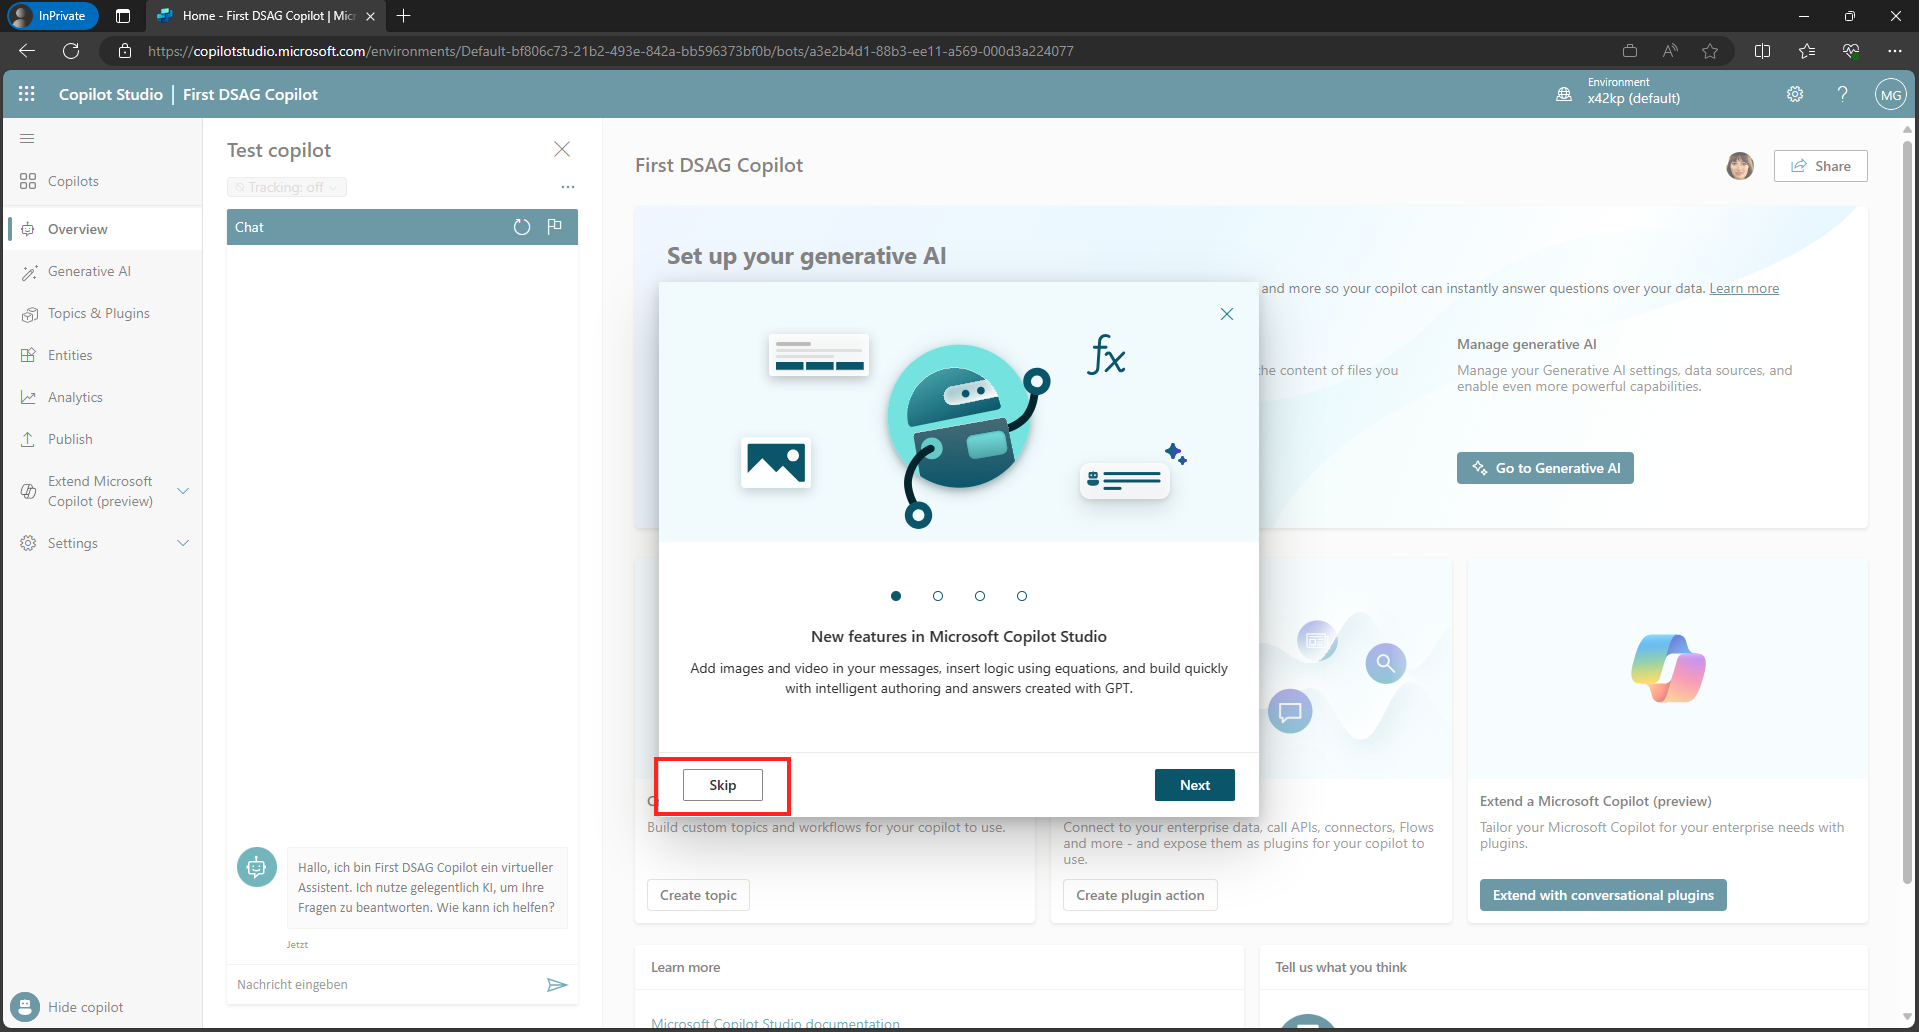 InPrivate
Home - First DSAG Copilot | Micr
https://copilotstudio.microsoft.com/environments/Default-bf806c73-21b2-493e-842a-bb596373bf0b/bots/a3e2b4d1-88b3-ee11-a569-000d3a224077
Copilot Studio | First DSAG Copilot
Environment
x42kp (default)
MG
Copilots
Overview
Generative AI
Topics & Plugins
Entities
Analytics
Publish
Extend Microsoft
Copilot (preview)
Settings
Hide copilot
Test copilot
Tracking: off
Chat
Hallo, ich bin First DSAG Copilot ein virtueller
Assistent. Ich nutze gelegentlich KI, um Ihre
Fragen zu beantworten. Wie kann ich helfen?
Jetzt
Nachricht eingeben
First DSAG Copilot
Share
Set up your generative AI
and more so your copilot can instantly answer questions over your data. Learn more
the content of files you
Manage generative AI
Manage your Generative AI settings, data sources, and
enable even more powerful capabilities.
Go to Generative AI
fx
New features in Microsoft Copilot Studio
Add images and video in your messages, insert logic using equations, and build quickly
with intelligent authoring and answers created with GPT.
Skip
Next
Build custom topics and workflows for your copilot to use.
Create topic
Connect to your enterprise data, call APIs, connectors, Flows
and more - and expose them as plugins for your copilot to
use.
Create plugin action
Extend a Microsoft Copilot (preview)
Tailor your Microsoft Copilot for your enterprise needs with
plugins.
Extend with conversational plugins
Learn more
Microsoft Copilot Studio documentation
Tell us what you think